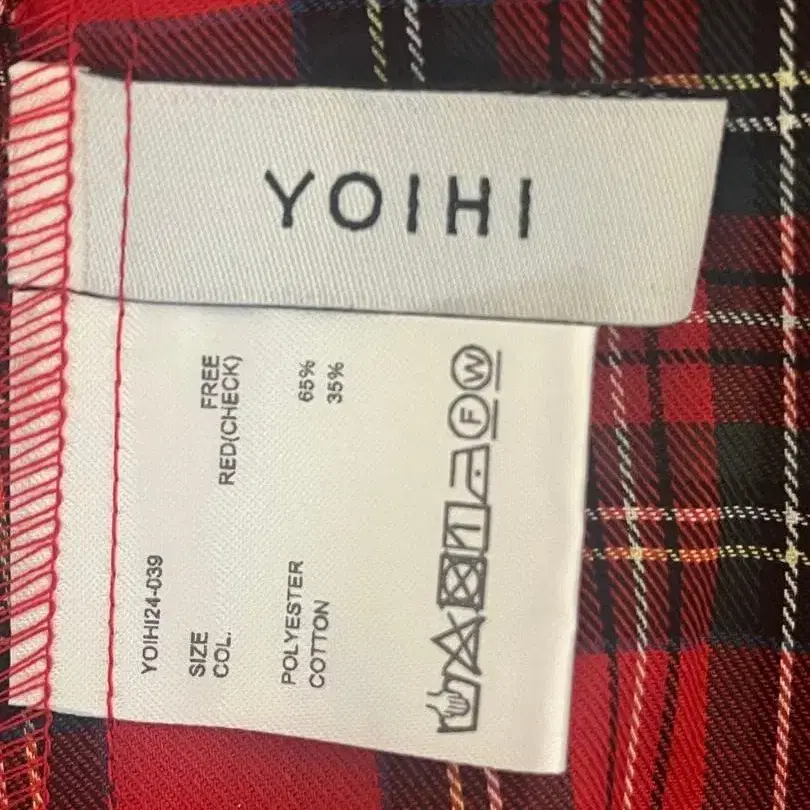 YOIHI
YOIHI24-039
SIZE FREE
COL. RED(CHECK)
POLYESTER 65%
COTTON 35%
F W